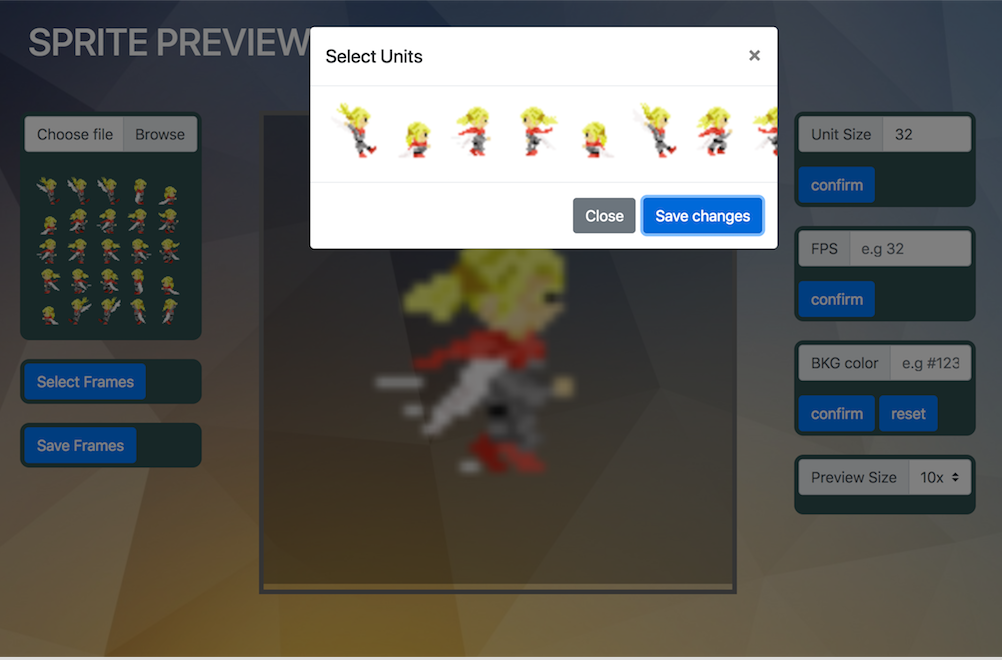 SPRITE PREVIEW
Select Units
×
Close
Save changes
Choose file
Browse
Select Frames
Save Frames
Unit Size
32
confirm
FPS
e.g 32
confirm
BKG color
e.g #123
confirm
reset
Preview Size
10x